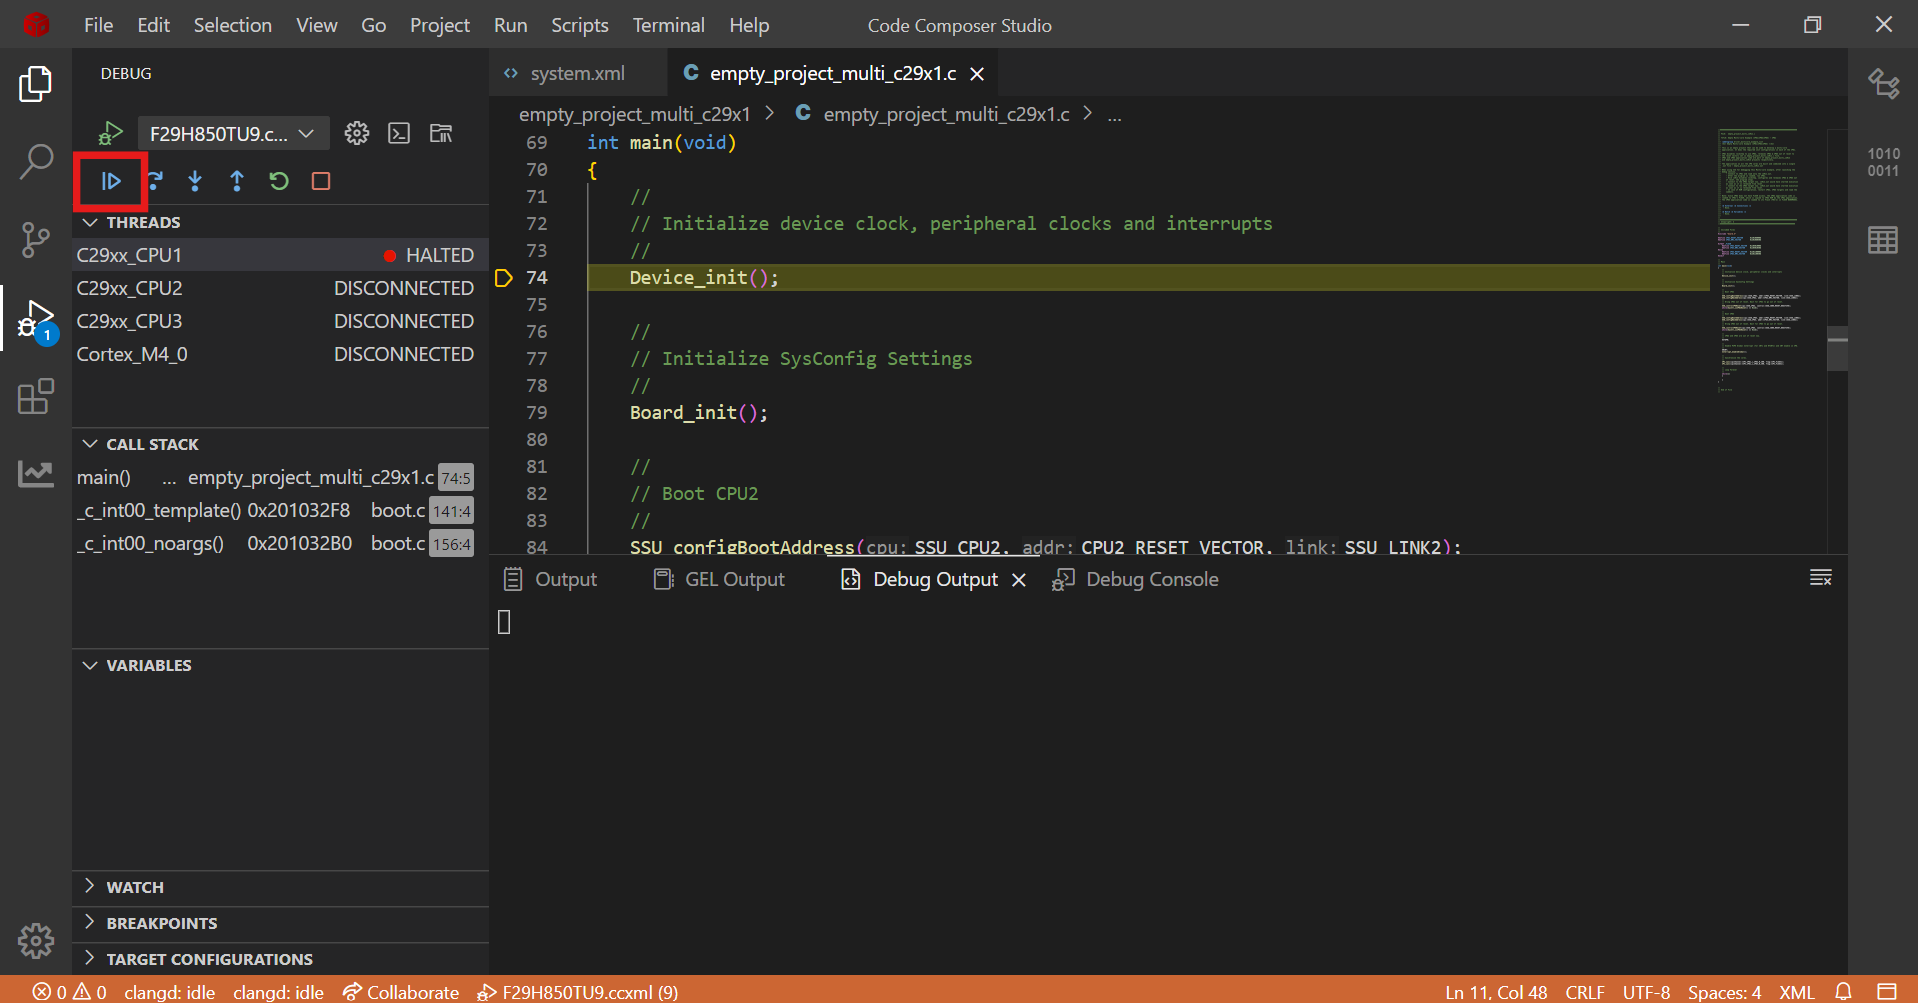 File Edit Selection View Go Project Run Scripts Terminal Help Code Composer Studio
DEBUG
F29H850TU9.c...
THREADS
C29xx_CPU1 HALTED
C29xx_CPU2 DISCONNECTED
C29xx_CPU3 DISCONNECTED
Cortex_M4_0 DISCONNECTED
CALL STACK
main() ... empty_project_multi_c29x1.c 74:5
_c_int00_template() 0x201032F8 boot.c 141:4
_c_int00_noargs() 0x201032B0 boot.c 156:4
VARIABLES
WATCH
BREAKPOINTS
TARGET CONFIGURATIONS
1
<> system.xml C empty_project_multi_c29x1.c
empty_project_multi_c29x1 > C empty_project_multi_c29x1.c > ...
69 int main(void)
70 {
71 //
72 // Initialize device clock, peripheral clocks and interrupts
73 //
74 Device_init();
75
76 //
77 // Initialize SysConfig Settings
78 //
79 Board_init();
80
81 //
82 // Boot CPU2
83 //
84 SSU_configBootAddress(cpu: SSU_CPU2, addr: CPU2_RESET_VECTOR, link: SSU_LINK2);
Output GEL Output Debug Output Debug Console
1010
0011
0 0 clangd: idle clangd: idle Collaborate F29H850TU9.ccxml (9) Ln 11, Col 48 CRLF UTF-8 Spaces: 4 XML